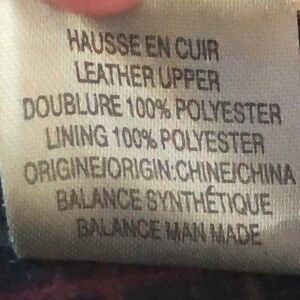 HAUSSE EN CUIR
LEATHER UPPER
DOUBLURE 100% POLYESTER
LINING 100% POLYESTER
ORIGINE/ORIGIN:CHINE/CHINA
BALANCE SYNTHÉTIQUE
BALANCE MAN MADE